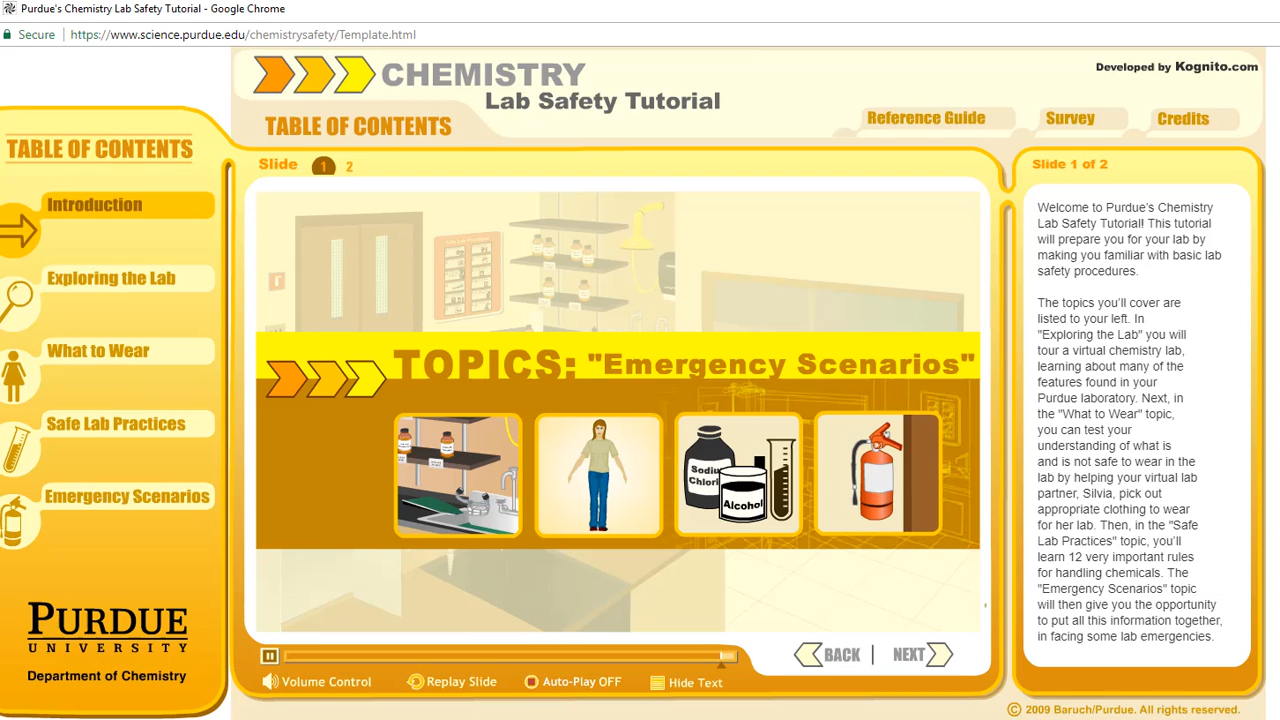 Purdue's Chemistry Lab Safety Tutorial - Google Chrome
Secure | https://www.science.purdue.edu/chemistrysafety/Template.html
CHEMISTRY
Lab Safety Tutorial
Developed by Kognito.com
TABLE OF CONTENTS
Reference Guide
Survey
Credits
TABLE OF CONTENTS
Introduction
Exploring the Lab
What to Wear
Safe Lab Practices
Emergency Scenarios
PURDUE
UNIVERSITY
Department of Chemistry
Slide 1 2
TOPICS: "Emergency Scenarios"
Sodiu
Chlori
Alcohol
BACK | NEXT
Volume Control
Replay Slide
Auto-Play OFF
Hide Text
Slide 1 of 2
Welcome to Purdue's Chemistry
Lab Safety Tutorial! This tutorial
will prepare you for your lab by
making you familiar with basic lab
safety procedures.
The topics you'll cover are
listed to your left. In
"Exploring the Lab" you will
tour a virtual chemistry lab,
learning about many of the
features found in your
Purdue laboratory. Next, in
the "What to Wear" topic,
you can test your
understanding of what is
and is not safe to wear in the
lab by helping your virtual lab
partner, Silvia, pick out
appropriate clothing to wear
for her lab. Then, in the "Safe
Lab Practices" topic, you'll
learn 12 very important rules
for handling chemicals. The
"Emergency Scenarios" topic
will then give you the opportunity
to put all this information together,
in facing some lab emergencies.
© 2009 Baruch/Purdue. All rights reserved.